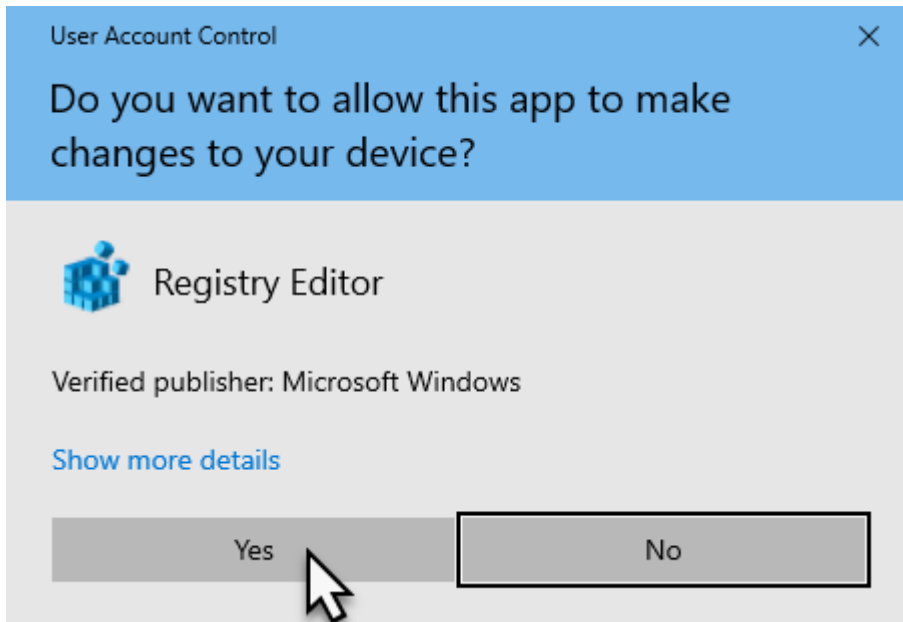 User Account Control
Do you want to allow this app to make
changes to your device?
Registry Editor
Verified publisher: Microsoft Windows
Show more details
Yes
No